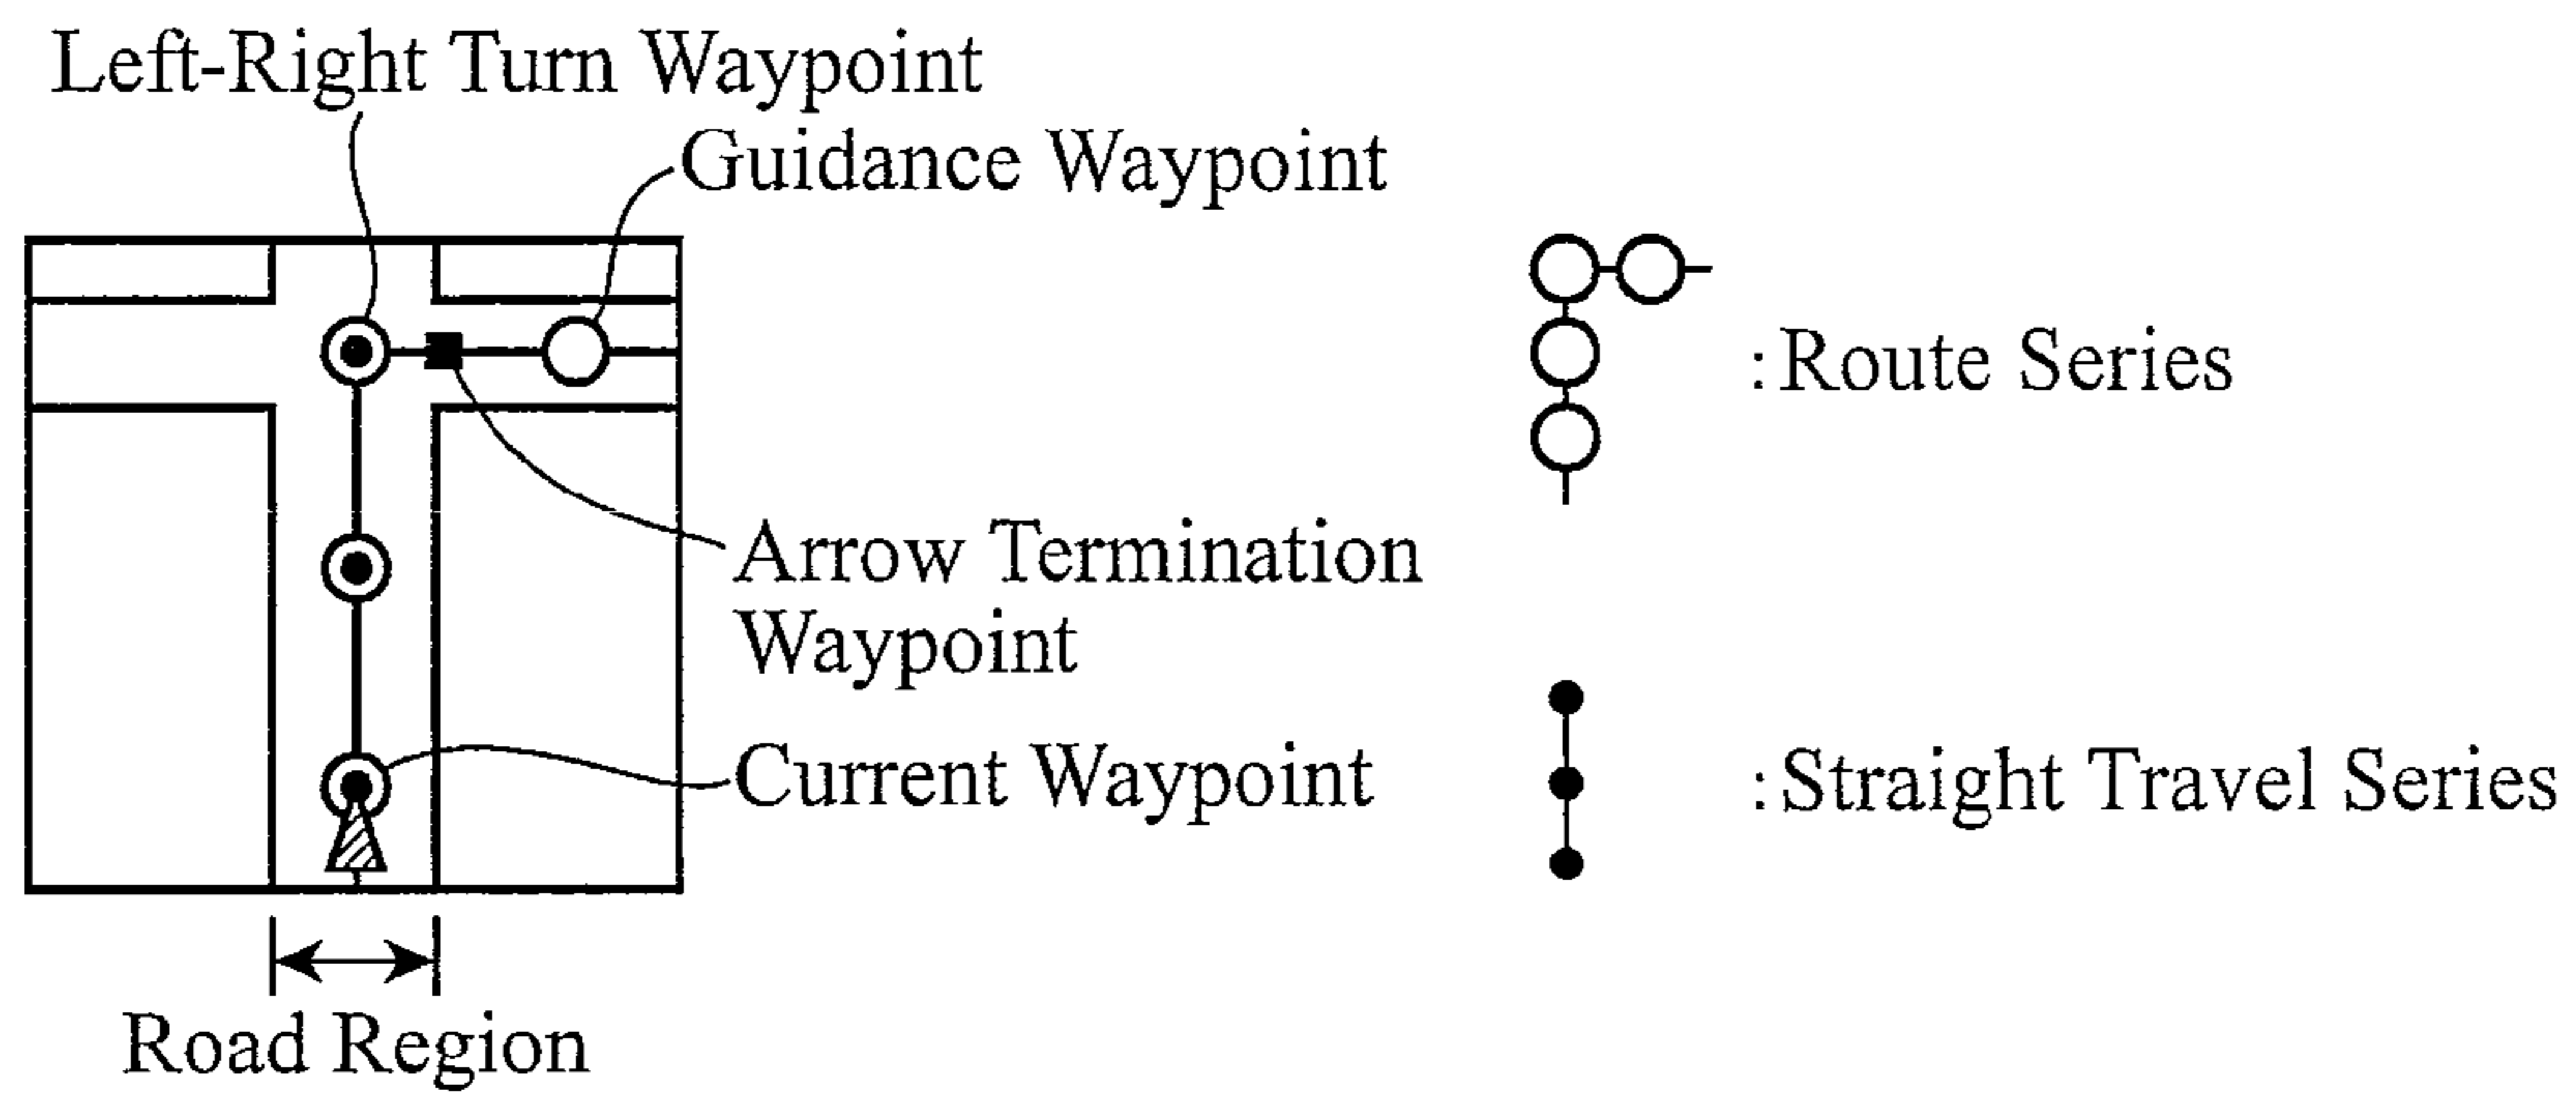 Left-Right Turn Waypoint
Guidance Waypoint
:Route Series
Arrow Termination
Waypoint
Current Waypoint
:Straight Travel Series
Road Region